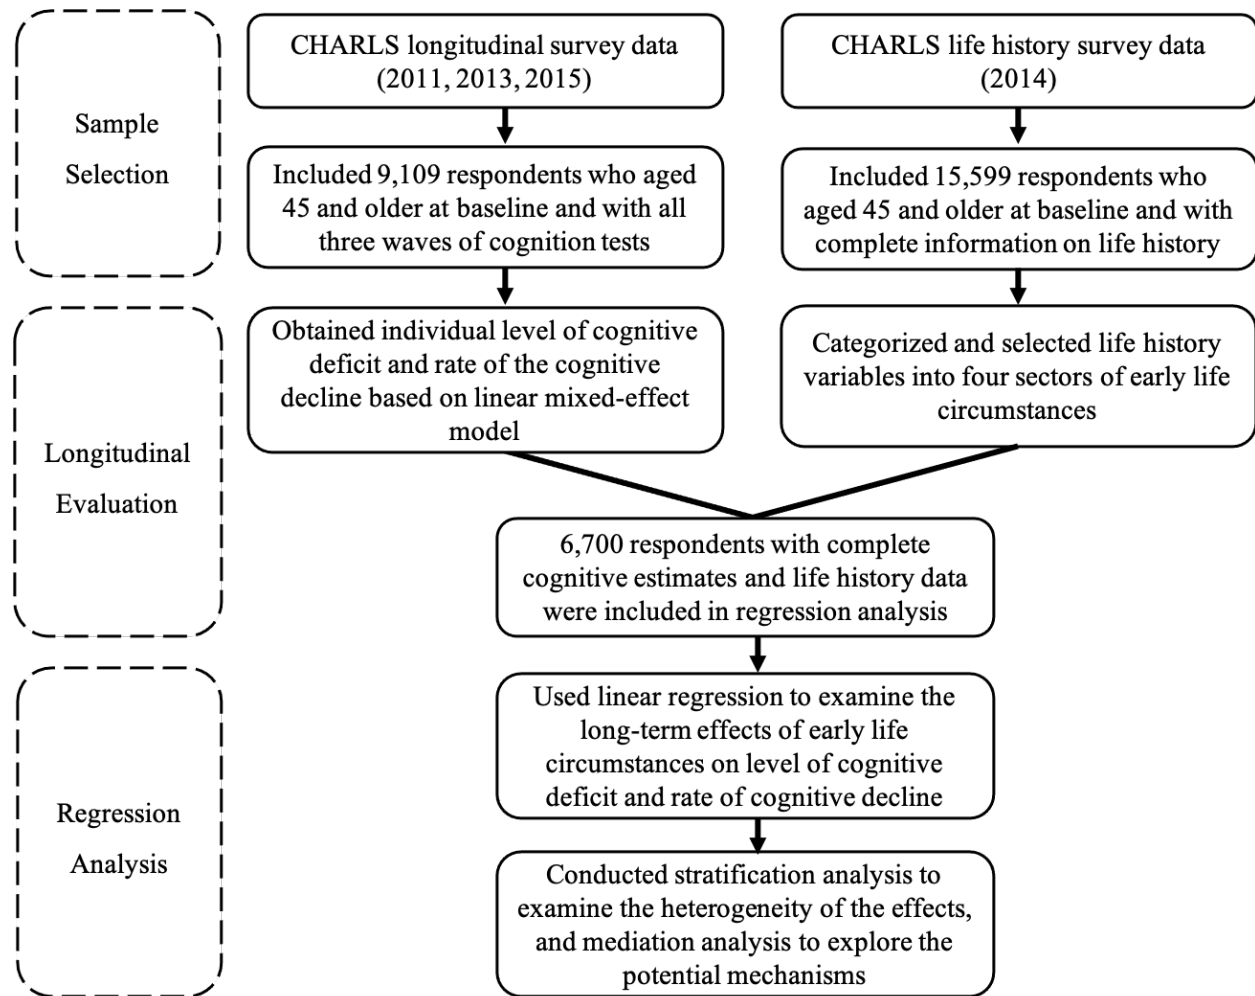 Sample
Selection
CHARLS longitudinal survey data
(2011, 2013, 2015)
CHARLS life history survey data
(2014)
Included 9,109 respondents who aged
45 and older at baseline and with all
three waves of cognition tests
Included 15,599 respondents who
aged 45 and older at baseline and with
complete information on life history
Longitudinal
Evaluation
Obtained individual level of cognitive
deficit and rate of the cognitive
decline based on linear mixed-effect
model
Categorized and selected life history
variables into four sectors of early life
circumstances
6,700 respondents with complete
cognitive estimates and life history data
were included in regression analysis
Regression
Analysis
Used linear regression to examine the
long-term effects of early life
circumstances on level of cognitive
deficit and rate of cognitive decline
Conducted stratification analysis to
examine the heterogeneity of the effects,
and mediation analysis to explore the
potential mechanisms